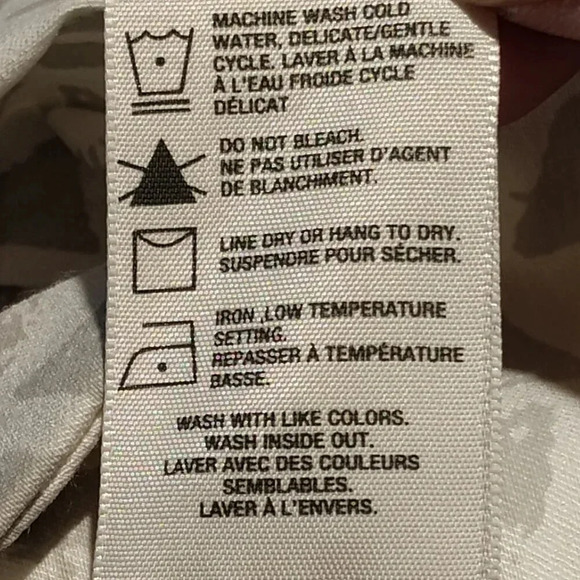 MACHINE WASH COLD
WATER, DELICATE/GENTLE
CYCLE. LAVER À LA MACHINE
À L'EAU FROIDE CYCLE
DÉLICAT
DO NOT BLEACH.
NE PAS UTILISER D'AGENT
DE BLANCHIMENT.
LINE DRY OR HANG TO DRY.
SUSPENDRE POUR SÉCHER.
IRON ,LOW TEMPERATURE
SETTING.
REPASSER À TEMPÉRATURE
BASSE.
WASH WITH LIKE COLORS.
WASH INSIDE OUT.
LAVER AVEC DES COULEURS
SEMBLABLES.
LAVER À L'ENVERS.